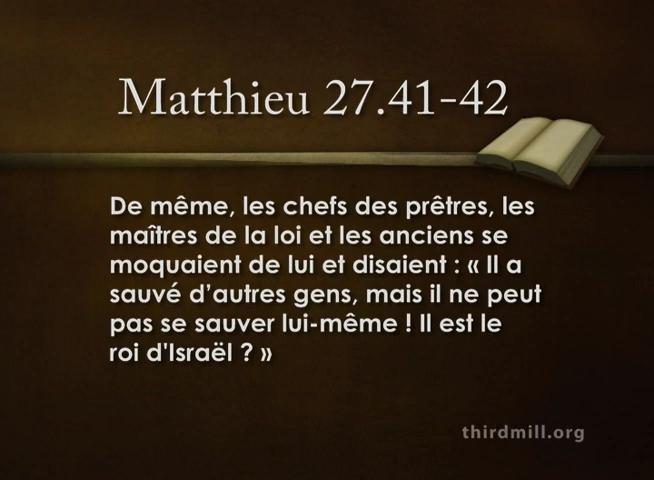 Matthieu 27.41-42
De même, les chefs des prêtres, les
maîtres de la loi et les anciens se
moquaient de lui et disaient : « Il a
sauvé d’autres gens, mais il ne peut
pas se sauver lui-même ! Il est le
roi d'Israël ? »
thirdmill.org